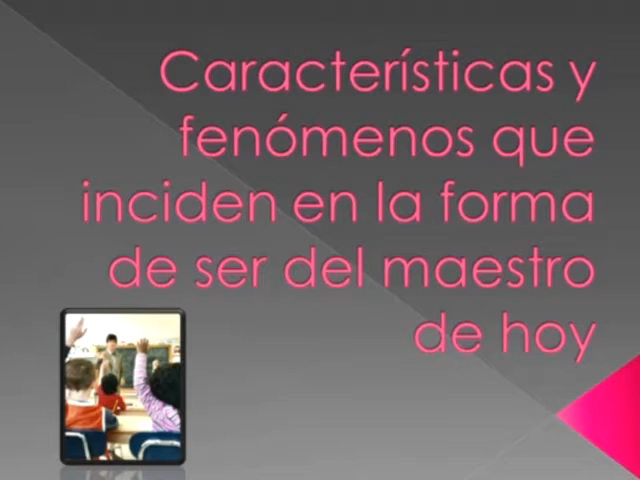 Características y
fenómenos que
inciden en la forma
de ser del maestro
de hoy